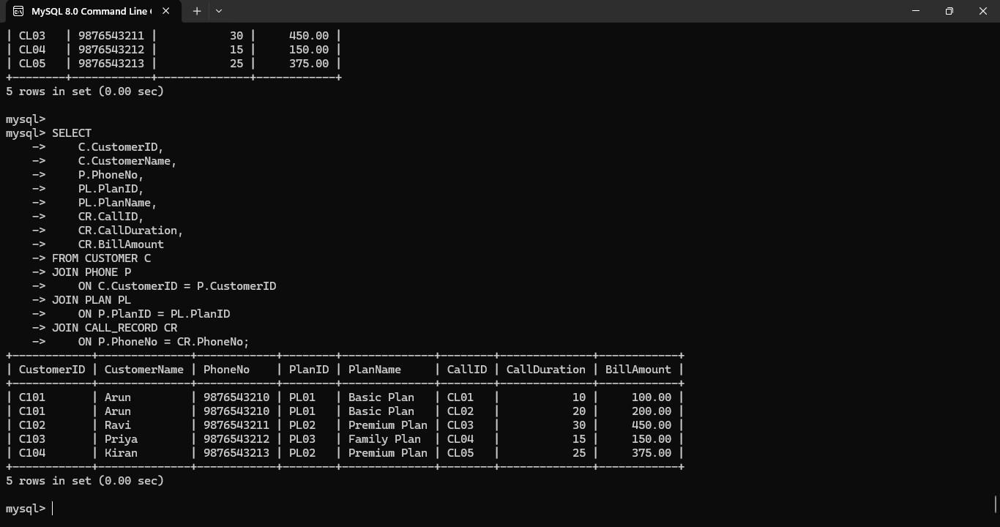 MySQL 8.0 Command Line
| CL03   | 9876543211 |           30 |     450.00 |
| CL04   | 9876543212 |           15 |     150.00 |
| CL05   | 9876543213 |           25 |     375.00 |
+--------+------------+--------------+------------+
5 rows in set (0.00 sec)
mysql>
mysql> SELECT
    ->     C.CustomerID,
    ->     C.CustomerName,
    ->     P.PhoneNo,
    ->     PL.PlanID,
    ->     PL.PlanName,
    ->     CR.CallID,
    ->     CR.CallDuration,
    ->     CR.BillAmount
    -> FROM CUSTOMER C
    -> JOIN PHONE P
    ->     ON C.CustomerID = P.CustomerID
    -> JOIN PLAN PL
    ->     ON P.PlanID = PL.PlanID
    -> JOIN CALL_RECORD CR
    ->     ON P.PhoneNo = CR.PhoneNo;
+------------+--------------+------------+--------+--------------+--------+--------------+------------+
| CustomerID | CustomerName | PhoneNo    | PlanID | PlanName     | CallID | CallDuration | BillAmount |
+------------+--------------+------------+--------+--------------+--------+--------------+------------+
| C101       | Arun         | 9876543210 | PL01   | Basic Plan   | CL01   |           10 |     100.00 |
| C101       | Arun         | 9876543210 | PL01   | Basic Plan   | CL02   |           20 |     200.00 |
| C102       | Ravi         | 9876543211 | PL02   | Premium Plan | CL03   |           30 |     450.00 |
| C103       | Priya        | 9876543212 | PL03   | Family Plan  | CL04   |           15 |     150.00 |
| C104       | Kiran        | 9876543213 | PL02   | Premium Plan | CL05   |           25 |     375.00 |
+------------+--------------+------------+--------+--------------+--------+--------------+------------+
5 rows in set (0.00 sec)
mysql>